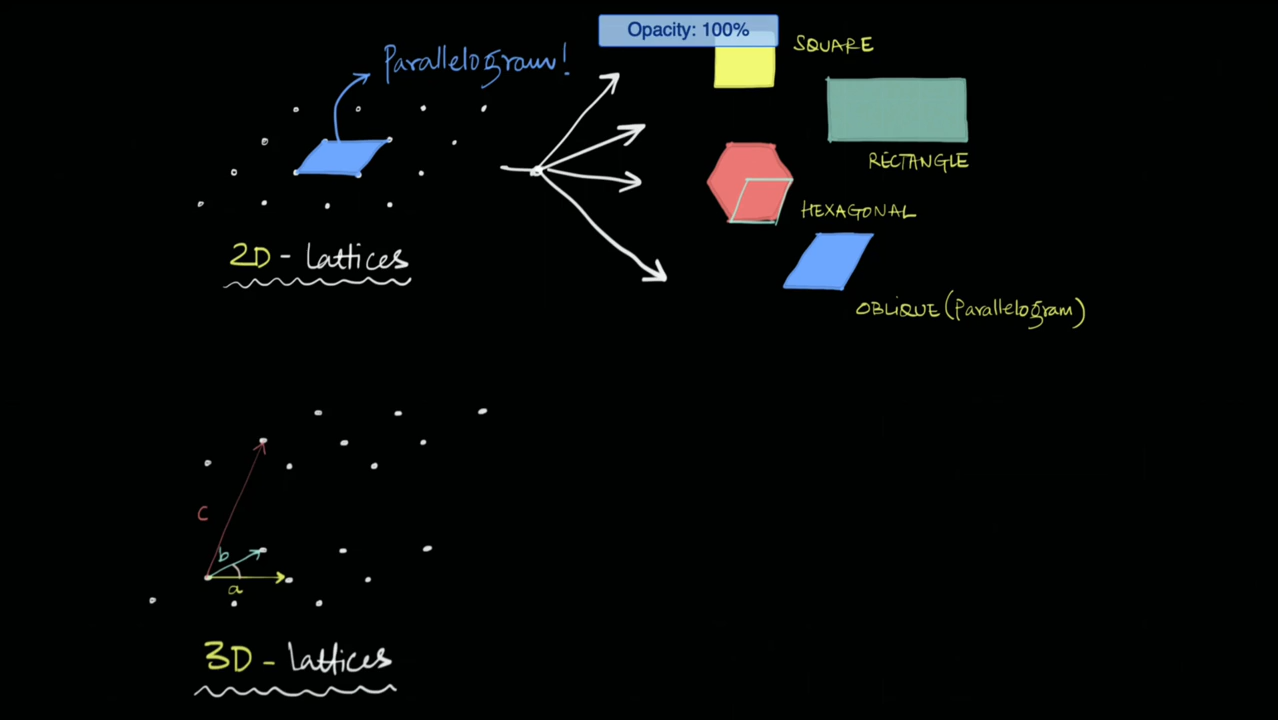 Opacity: 100%
Parallelogram!
SQUARE
RECTANGLE
HEXAGONAL
2D - lattices
OBLIQUE (Parallelogram)
c
b
a
3D - lattices